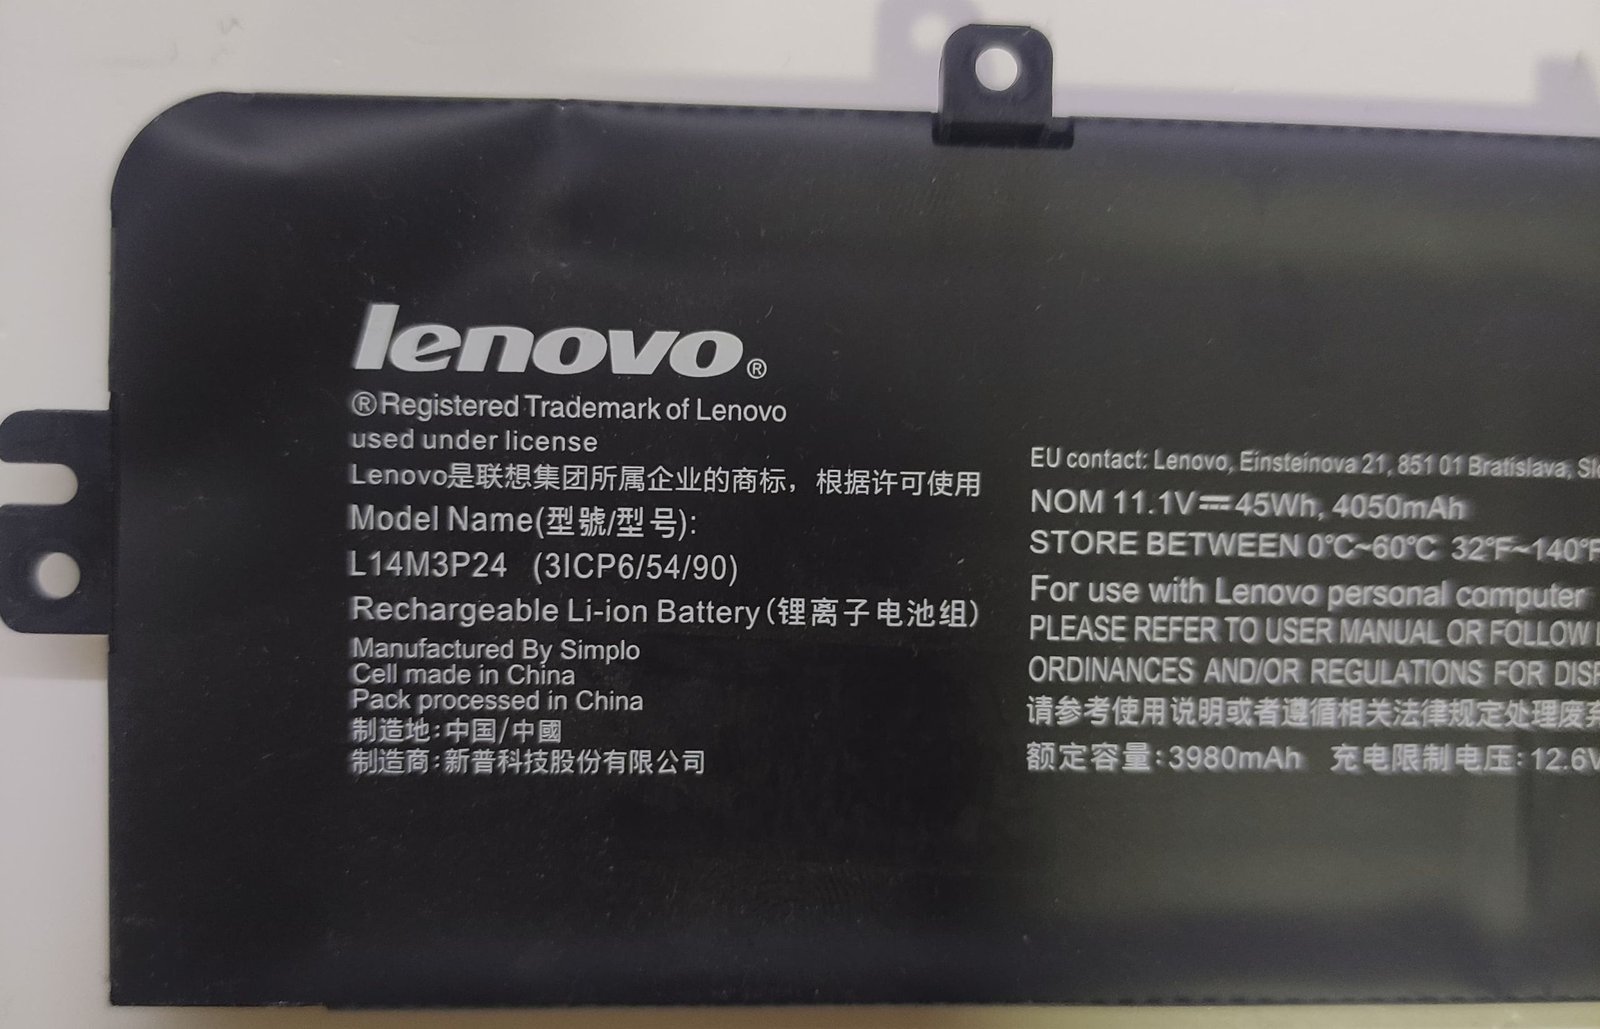 lenovo®
®Registered Trademark of Lenovo
used under license
Lenovo是联想集团所属企业的商标，根据许可使用
Model Name(型號/型号):
L14M3P24 (3ICP6/54/90)
Rechargeable Li-ion Battery(锂离子电池组)
Manufactured By Simplo
Cell made in China
Pack processed in China
制造地:中国/中國
制造商:新普科技股份有限公司
EU contact: Lenovo, Einsteinova 21, 851 01 Bratislava,
NOM 11.1V⎓45Wh, 4050mAh
STORE BETWEEN 0°C~60°C 32°F~140°F
For use with Lenovo personal computer
PLEASE REFER TO USER MANUAL OR FOLLOW
ORDINANCES AND/OR REGULATIONS FOR
请参考使用说明或者遵循相关法律规定处理废弃
额定容量:3980mAh 充电限制电压:12.6V